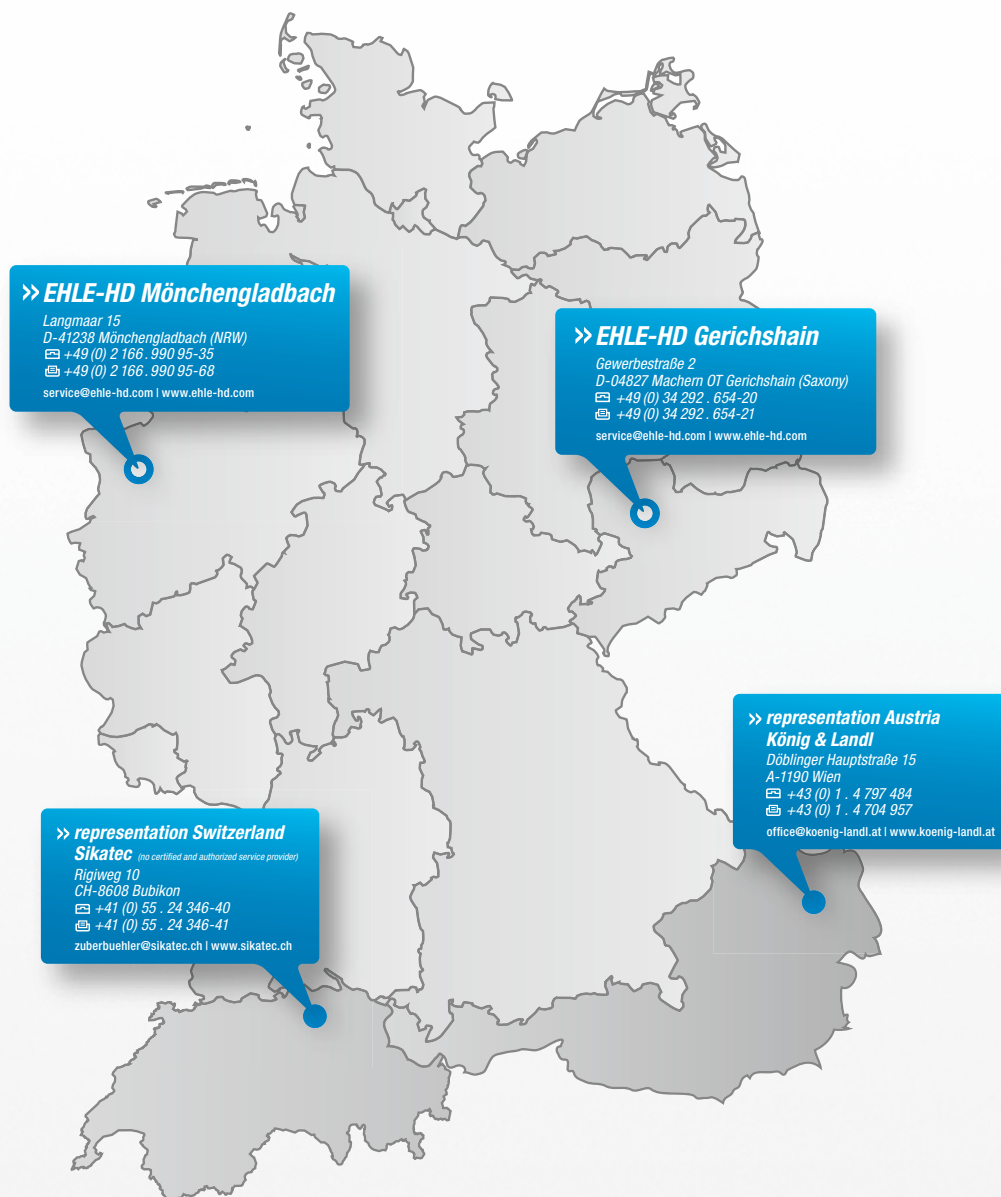 » EHLE-HD Mönchengladbach
Langmaar 15
D-41238 Mönchengladbach (NRW)
+49 (0) 2 166 . 990 95-35
+49 (0) 2 166 . 990 95-68
service@ehle-hd.com | www.ehle-hd.com
» EHLE-HD Gerichshain
Gewerbestraße 2
D-04827 Machern OT Gerichshain (Saxony)
+49 (0) 34 292 . 654-20
+49 (0) 34 292 . 654-21
service@ehle-hd.com | www.ehle-hd.com
» representation Austria
König & Landl
Döblinger Hauptstraße 15
A-1190 Wien
+43 (0) 1 . 4 797 484
+43 (0) 1 . 4 704 957
office@koenig-landl.at | www.koenig-landl.at
» representation Switzerland
Sikatec (no certified and authorized service provider)
Rigiweg 10
CH-8608 Bubikon
+41 (0) 55 . 24 346-40
+41 (0) 55 . 24 346-41
zuberbuehler@sikatec.ch | www.sikatec.ch